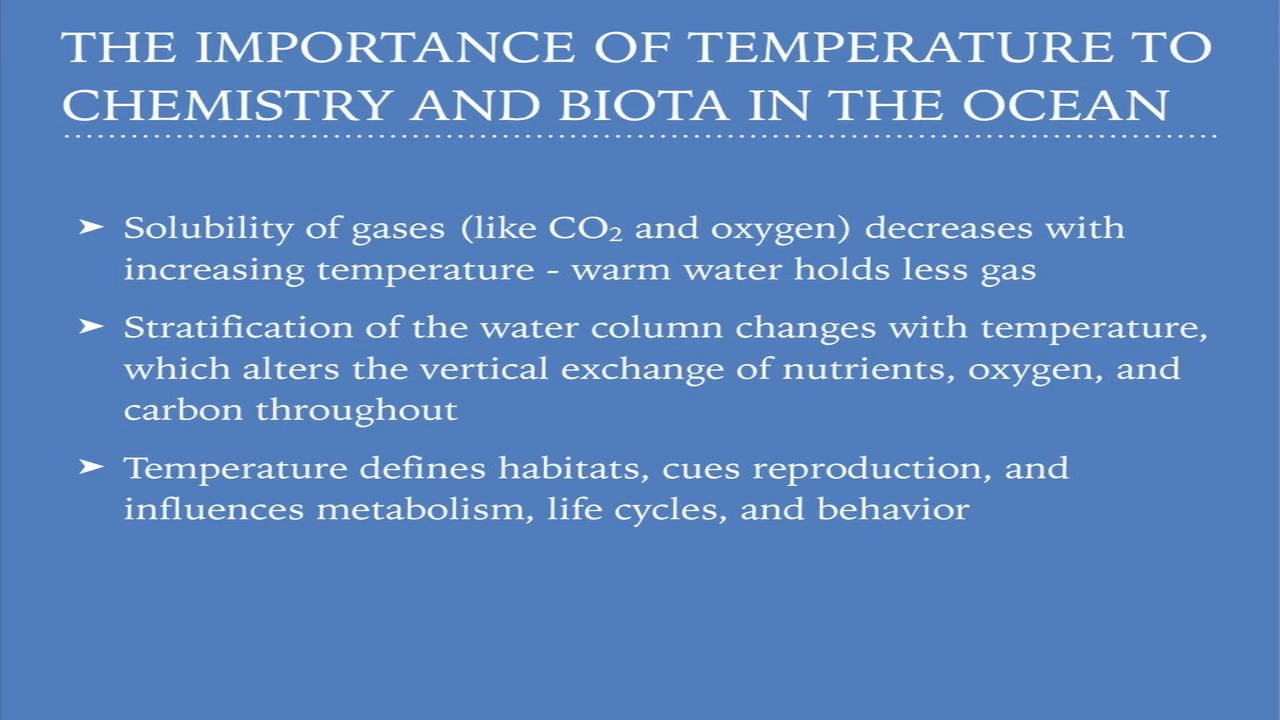 THE IMPORTANCE OF TEMPERATURE TO
CHEMISTRY AND BIOTA IN THE OCEAN
➤ Solubility of gases (like CO₂ and oxygen) decreases with
increasing temperature - warm water holds less gas
➤ Stratification of the water column changes with temperature,
which alters the vertical exchange of nutrients, oxygen, and
carbon throughout
➤ Temperature defines habitats, cues reproduction, and
influences metabolism, life cycles, and behavior